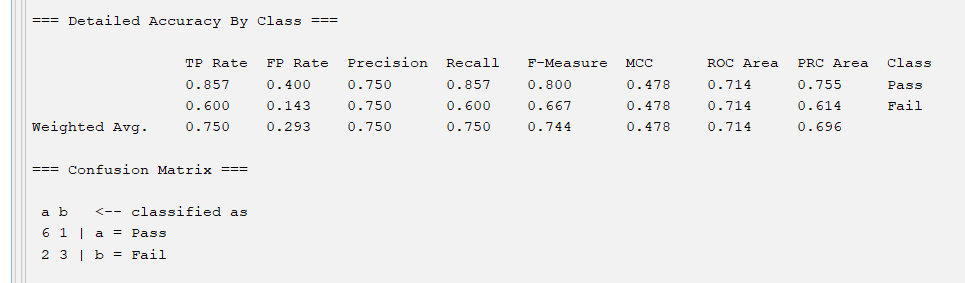 === Detailed Accuracy By Class ===
TP Rate  FP Rate  Precision  Recall   F-Measure  MCC      ROC Area  PRC Area  Class
0.857    0.400    0.750      0.857    0.800      0.478    0.714     0.755     Pass
0.600    0.143    0.750      0.600    0.667      0.478    0.714     0.614     Fail
Weighted Avg.    0.750    0.293    0.750      0.750    0.744      0.478    0.714     0.696
=== Confusion Matrix ===
a b   <-- classified as
6 1 | a = Pass
2 3 | b = Fail